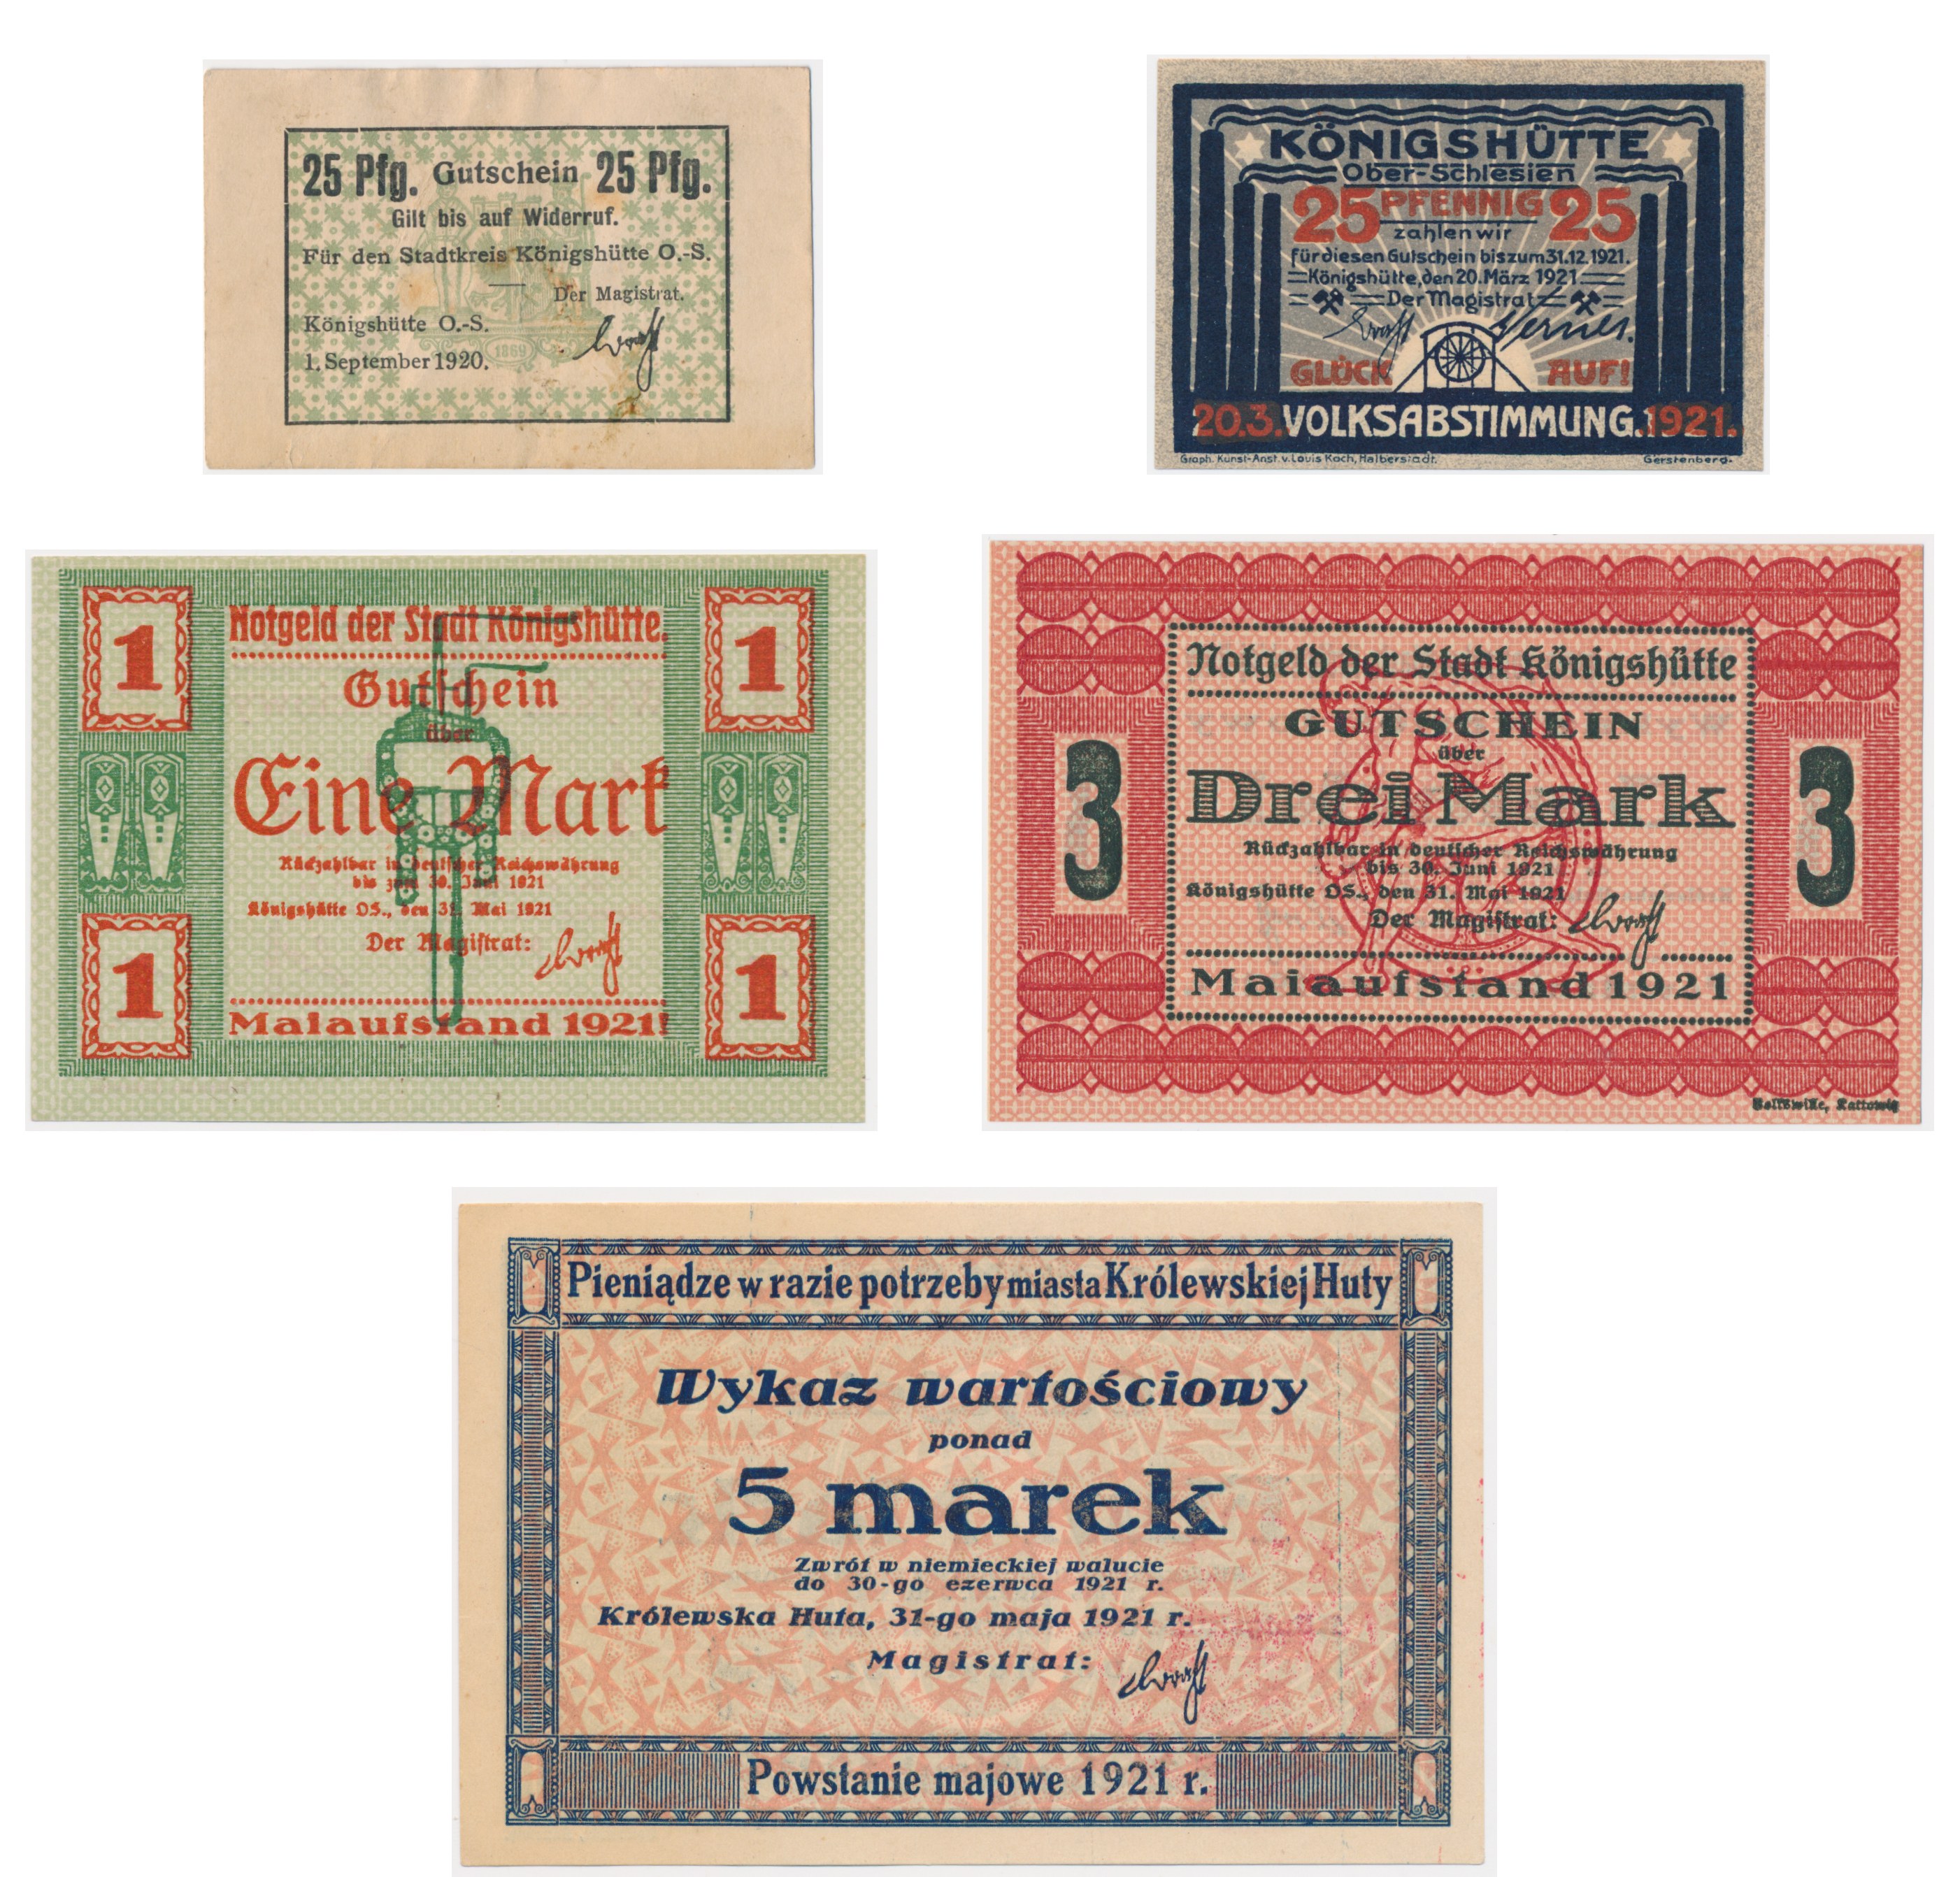 25 Pfg. Gutschein 25 Pfg.
Gilt bis auf Widerruf.
Für den Stadtkreis Königshütte O.-S.
Der Magistrat.
Königshütte O.-S.
1. September 1920.
1869
KÖNIGSHÜTTE
Ober-Schlesien
25 PFENNIG 25
zahlen wir
für diesen Gutschein bis zum 31.12.1921.
Königshütte, den 20. März 1921
Der Magistrat
GLÜCK AUF!
20.3. VOLKSABSTIMMUNG. 1921.
Graph. Kunst-Anst. v. Louis Koch, Halberstadt. Gerstenberg.
1 1
Notgeld der Stadt Königshütte.
Gutschein
über
Eine Mark
Rückzahlbar in deutscher Reichswährung
bis zum 30. Juni 1921
Königshütte OS., den 31. Mai 1921
Der Magistrat:
Maiaufstand 1921!
1 1
Notgeld der Stadt Königshütte
GUTSCHEIN
über
Drei Mark
3 3
Rückzahlbar in deutscher Reichswährung
bis 30. Juni 1921
Königshütte OS., den 31. Mai 1921
Der Magistrat:
Maiaufstand 1921
Kattowitz
Pieniądze w razie potrzeby miasta Królewskiej Huty
Wykaz wartościowy
ponad
5 marek
Zwrót w niemieckiej walucie
do 30-go ezerwca 1921 r.
Królewska Huta, 31-go maja 1921 r.
Magistrat:
Powstanie majowe 1921 r.